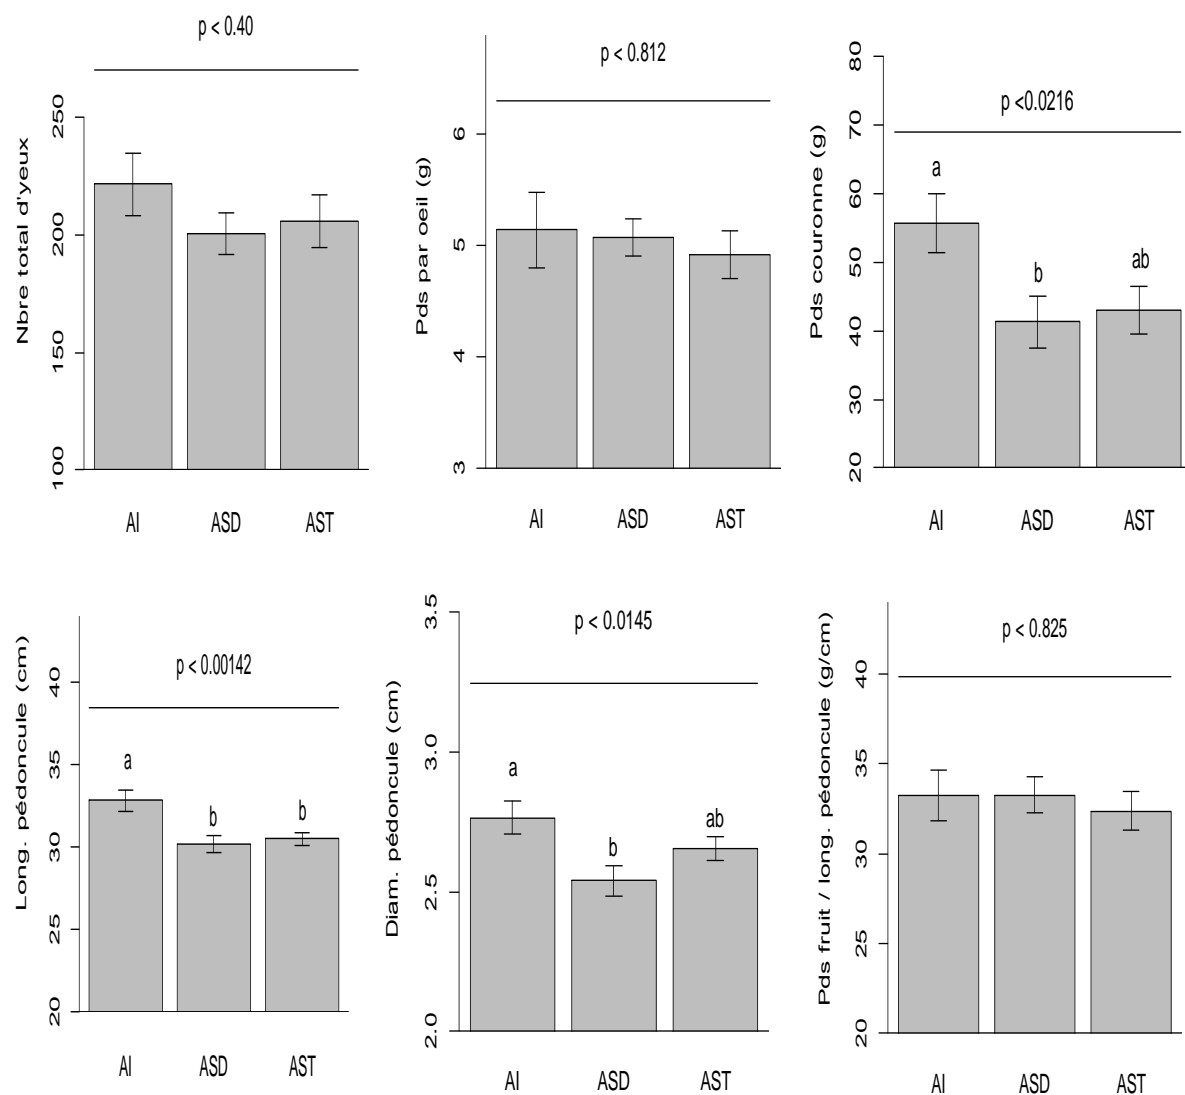 p < 0.40
Nbre total d'yeux
250
200
150
100
AI ASD AST
p < 0.812
Pds par oeil (g)
6
5
4
3
AI ASD AST
p <0.0216
Pds couronne (g)
80
70
60
50
40
30
20
a
b
ab
AI ASD AST
p < 0.00142
Long. pédoncule (cm)
40
35
30
25
20
a
b
b
AI ASD AST
p < 0.0145
Diam. pédoncule (cm)
3.5
3.0
2.5
2.0
a
b
ab
AI ASD AST
p < 0.825
Pds fruit / long. pédoncule (g/cm)
40
35
30
25
20
AI ASD AST